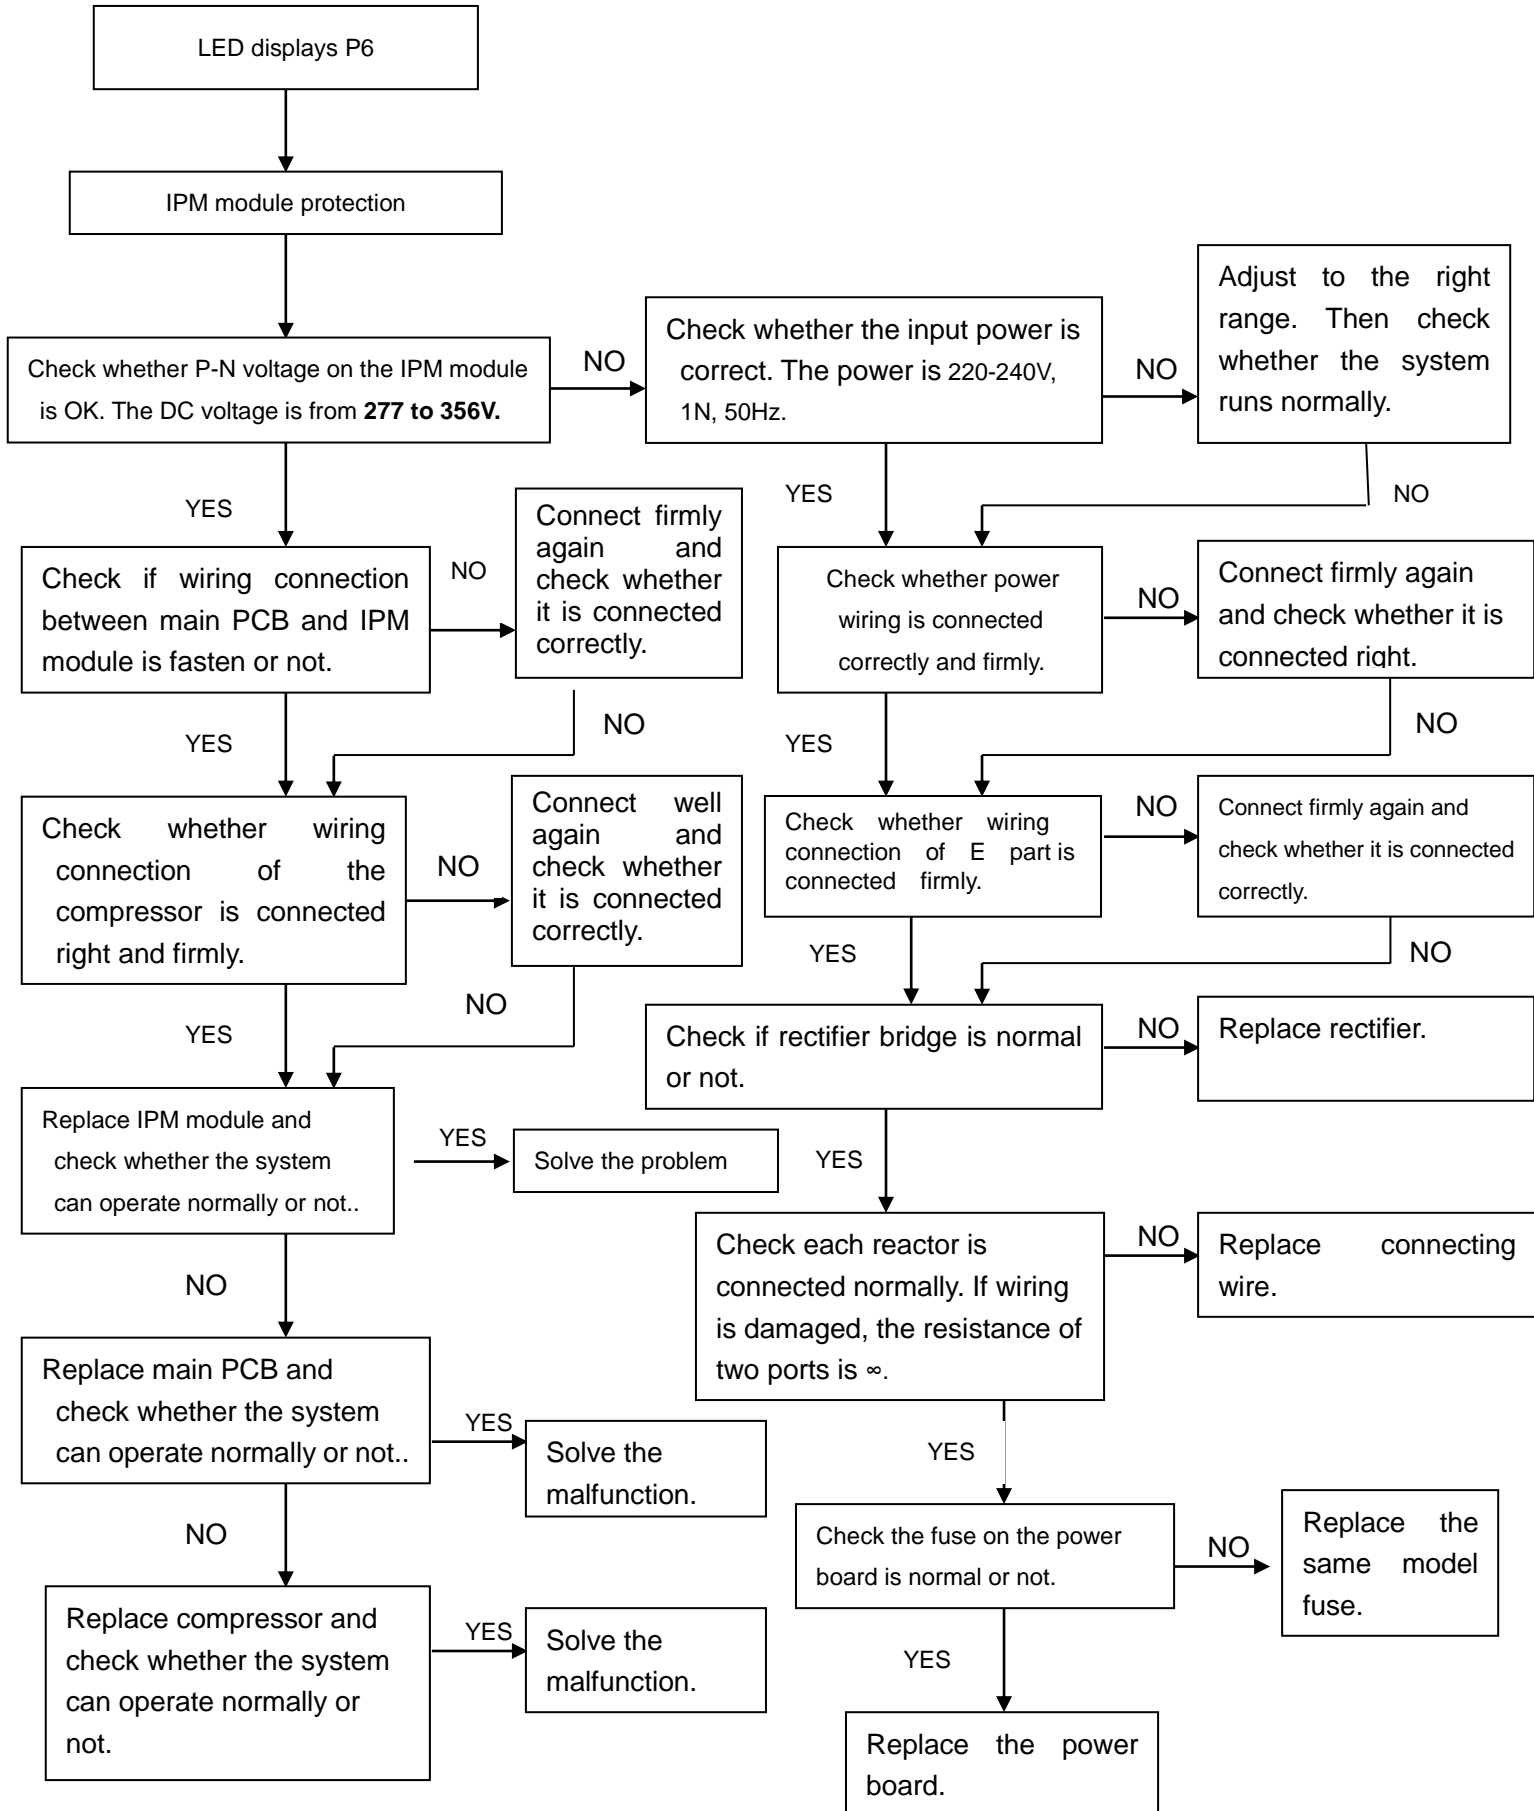 LED displays P6
IPM module protection
Check whether P-N voltage on the IPM module
is OK. The DC voltage is from 277 to 356V.
NO
Check whether the input power is
correct. The power is 220-240V,
1N, 50Hz.
NO
Adjust to the right
range. Then check
whether the system
runs normally.
YES
YES
NO
Check if wiring connection
between main PCB and IPM
module is fasten or not.
NO
Connect firmly
again and
check whether
it is connected
correctly.
Check whether power
wiring is connected
correctly and firmly.
NO
Connect firmly again
and check whether it is
connected right.
YES
NO
YES
NO
Check whether wiring
connection of the
compressor is connected
right and firmly.
NO
Connect well
again and
check whether
it is connected
correctly.
Check whether wiring
connection of E part is
connected firmly.
NO
Connect firmly again and
check whether it is connected
correctly.
YES
NO
YES
NO
Check if rectifier bridge is normal
or not.
NO
Replace rectifier.
Replace IPM module and
check whether the system
can operate normally or not..
YES
Solve the problem
YES
Check each reactor is
connected normally. If wiring
is damaged, the resistance of
two ports is ∞.
NO
Replace connecting
wire.
NO
Replace main PCB and
check whether the system
can operate normally or not..
YES
Solve the
malfunction.
YES
Check the fuse on the power
board is normal or not.
NO
Replace the
same model
fuse.
NO
Replace compressor and
check whether the system
can operate normally or
not.
YES
Solve the
malfunction.
YES
Replace the power
board.